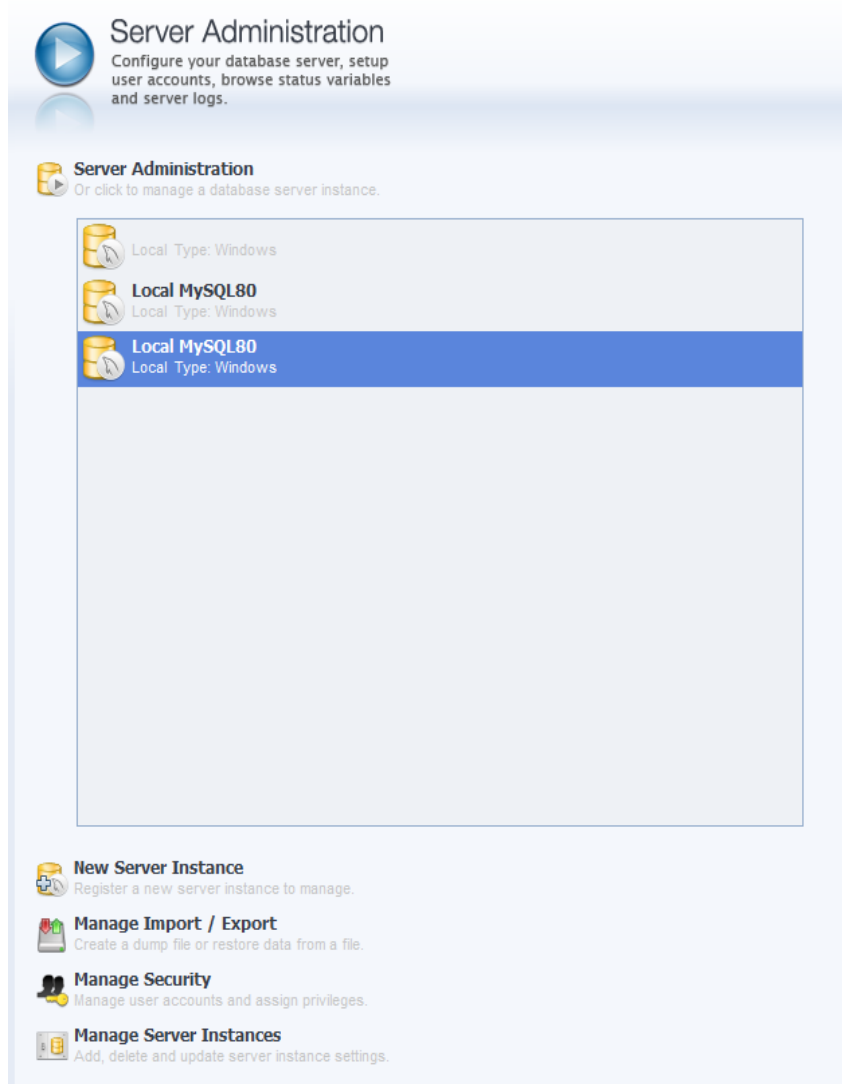 Server Administration
Configure your database server, setup
user accounts, browse status variables
and server logs.
Server Administration
Or click to manage a database server instance.
Local Type: Windows
Local MySQL80
Local Type: Windows
Local MySQL80
Local Type: Windows
New Server Instance
Register a new server instance to manage.
Manage Import / Export
Create a dump file or restore data from a file.
Manage Security
Manage user accounts and assign privileges.
Manage Server Instances
Add, delete and update server instance settings.